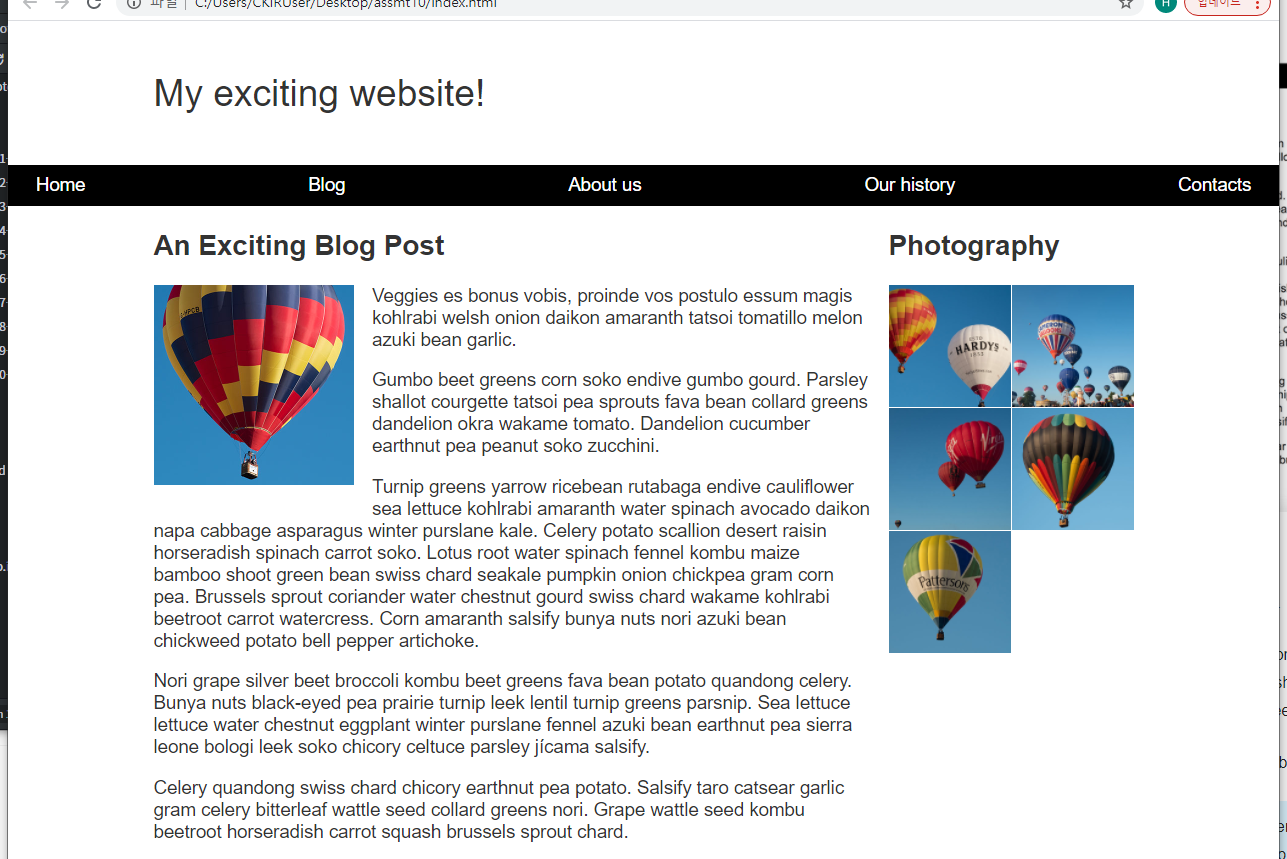 파일 | C:/Users/CKIRUser/Desktop/assmt10/index.html
H
업데이트
My exciting website!
Home Blog About us Our history Contacts
An Exciting Blog Post
Veggies es bonus vobis, proinde vos postulo essum magis
kohlrabi welsh onion daikon amaranth tatsoi tomatillo melon
azuki bean garlic.
Gumbo beet greens corn soko endive gumbo gourd. Parsley
shallot courgette tatsoi pea sprouts fava bean collard greens
dandelion okra wakame tomato. Dandelion cucumber
earthnut pea peanut soko zucchini.
Turnip greens yarrow ricebean rutabaga endive cauliflower
sea lettuce kohlrabi amaranth water spinach avocado daikon
napa cabbage asparagus winter purslane kale. Celery potato scallion desert raisin
horseradish spinach carrot soko. Lotus root water spinach fennel kombu maize
bamboo shoot green bean swiss chard seakale pumpkin onion chickpea gram corn
pea. Brussels sprout coriander water chestnut gourd swiss chard wakame kohlrabi
beetroot carrot watercress. Corn amaranth salsify bunya nuts nori azuki bean
chickweed potato bell pepper artichoke.
Nori grape silver beet broccoli kombu beet greens fava bean potato quandong celery.
Bunya nuts black-eyed pea prairie turnip leek lentil turnip greens parsnip. Sea lettuce
lettuce water chestnut eggplant winter purslane fennel azuki bean earthnut pea sierra
leone bologi leek soko chicory celtuce parsley jícama salsify.
Celery quandong swiss chard chicory earthnut pea potato. Salsify taro catsear garlic
gram celery bitterleaf wattle seed collard greens nori. Grape wattle seed kombu
beetroot horseradish carrot squash brussels sprout chard.
Photography
HARDYS
CAMERON
BALLOONS
Pattersons